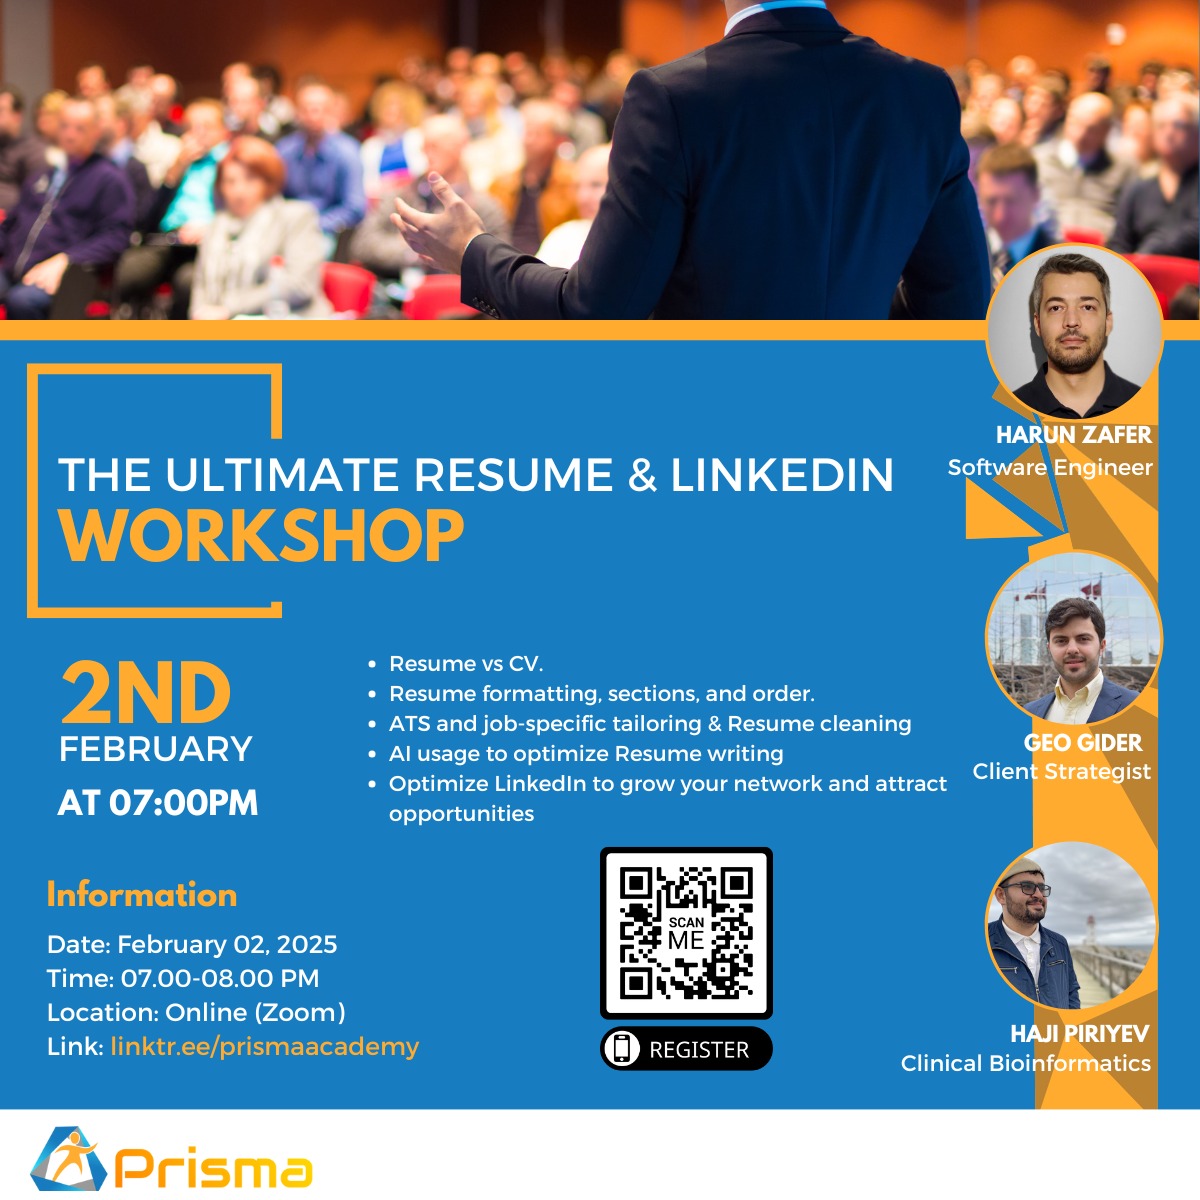 THE ULTIMATE RESUME & LINKEDIN
WORKSHOP
HARUN ZAFER
Software Engineer
GEO GIDER
Client Strategist
HAJI PIRIYEV
Clinical Bioinformatics
2ND
FEBRUARY
AT 07:00PM
• Resume vs CV.
• Resume formatting, sections, and order.
• ATS and job-specific tailoring & Resume cleaning
• AI usage to optimize Resume writing
• Optimize LinkedIn to grow your network and attract
opportunities
Information
Date: February 02, 2025
Time: 07.00-08.00 PM
Location: Online (Zoom)
Link: linktr.ee/prismaacademy
SCAN
ME
REGISTER
Prisma